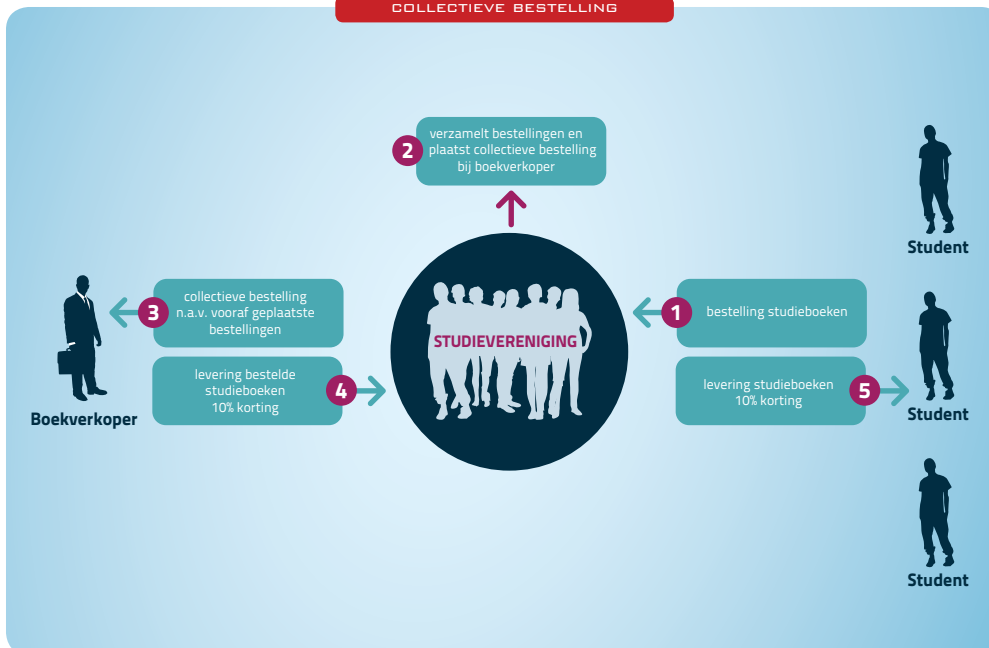 COLLECTIEVE BESTELLING
2
verzamelt bestellingen en
plaatst collectieve bestelling
bij boekverkoper
Student
3
collectieve bestelling
n.a.v. vooraf geplaatste
bestellingen
STUDIEVERENIGING
1
bestelling studieboeken
levering bestelde
studieboeken
10% korting
4
levering studieboeken
10% korting
5
Boekverkoper
Student
Student